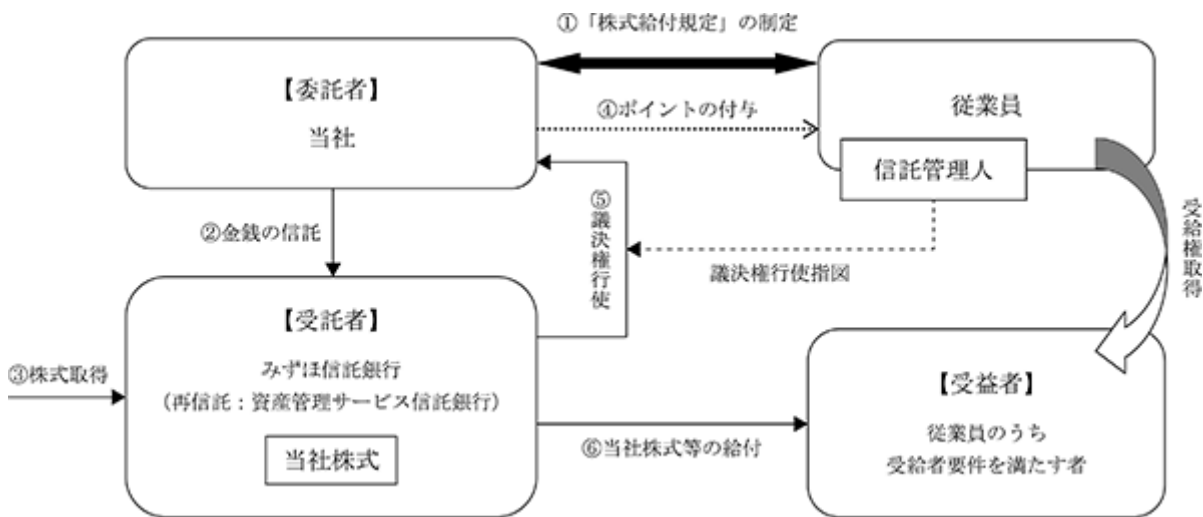 ①「株式給付規定」の制定
【委託者】
当社
従業員
④ポイントの付与
信託管理人
②金銭の信託
⑤議決権行使
議決権行使指図
受給権取得
【受託者】
みずほ信託銀行
(再信託：資産管理サービス信託銀行)
当社株式
③株式取得
⑥当社株式等の給付
【受益者】
従業員のうち
受給者要件を満たす者